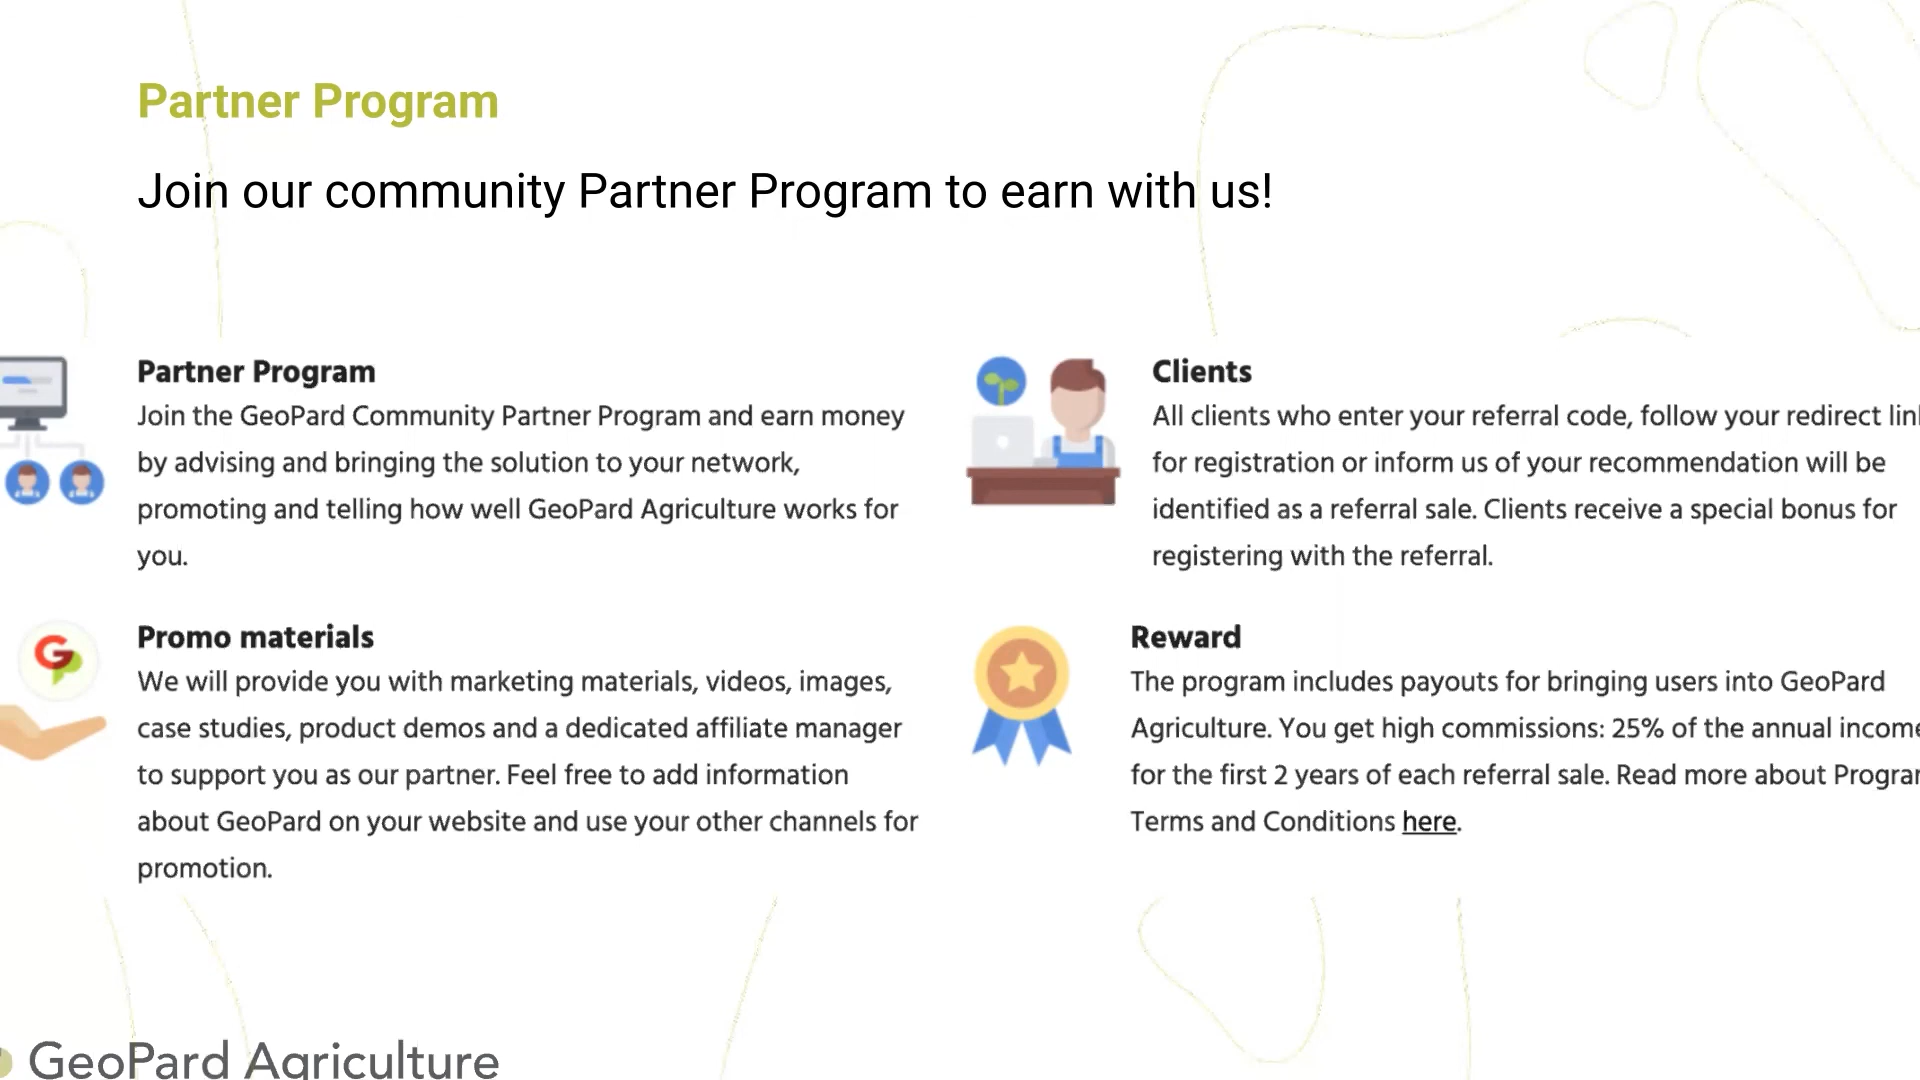 Partner Program
Join our community Partner Program to earn with us!
Partner Program
Join the GeoPard Community Partner Program and earn money
by advising and bringing the solution to your network,
promoting and telling how well GeoPard Agriculture works for
you.
Clients
All clients who enter your referral code, follow your redirect lin
for registration or inform us of your recommendation will be
identified as a referral sale. Clients receive a special bonus for
registering with the referral.
Promo materials
We will provide you with marketing materials, videos, images,
case studies, product demos and a dedicated affiliate manager
to support you as our partner. Feel free to add information
about GeoPard on your website and use your other channels for
promotion.
Reward
The program includes payouts for bringing users into GeoPard
Agriculture. You get high commissions: 25% of the annual income
for the first 2 years of each referral sale. Read more about Progra
Terms and Conditions here.
GeoPard Agriculture